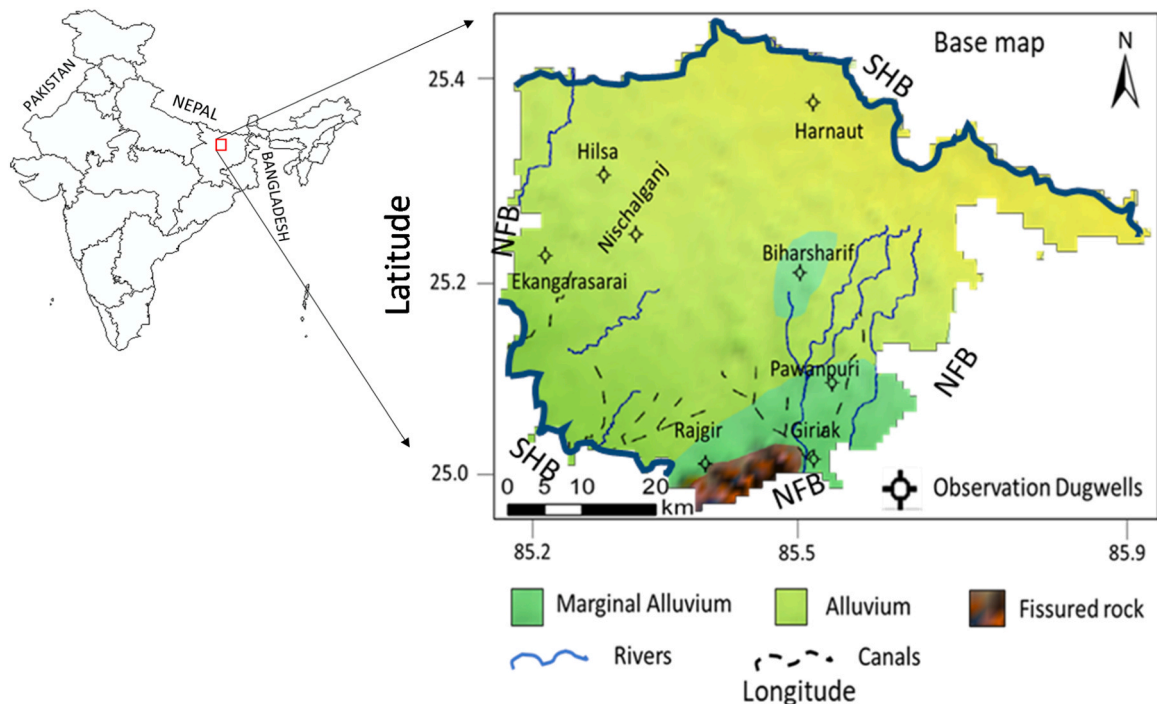 PAKISTAN
NEPAL
BANGLADESH
Latitude
Base map
N
25.4
SHB
Harnaut
Hilsa
Nischalganj
NFB
Biharsharif
Ekangarasarai
25.2
Pawanpuri
NFB
Rajgir
Giriak
SHB
25.0
NFB
0 5 10 20
km
Observation Dugwells
85.2 85.5 85.9
Marginal Alluvium Alluvium Fissured rock
Rivers Canals
Longitude